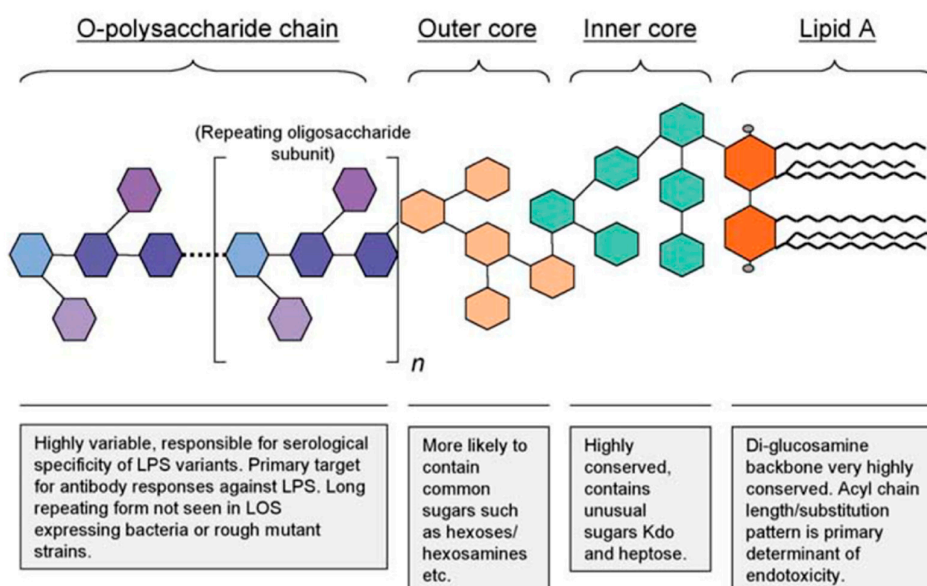 O-polysaccharide chain
Outer core
Inner core
Lipid A
(Repeating oligosaccharide
subunit)
n
Highly variable, responsible for serological
specificity of LPS variants. Primary target
for antibody responses against LPS. Long
repeating form not seen in LOS
expressing bacteria or rough mutant
strains.
More likely to
contain
common
sugars such
as hexoses/
hexosamines
etc.
Highly
conserved,
contains
unusual
sugars Kdo
and heptose.
Di-glucosamine
backbone very highly
conserved. Acyl chain
length/substitution
pattern is primary
determinant of
endotoxicity.